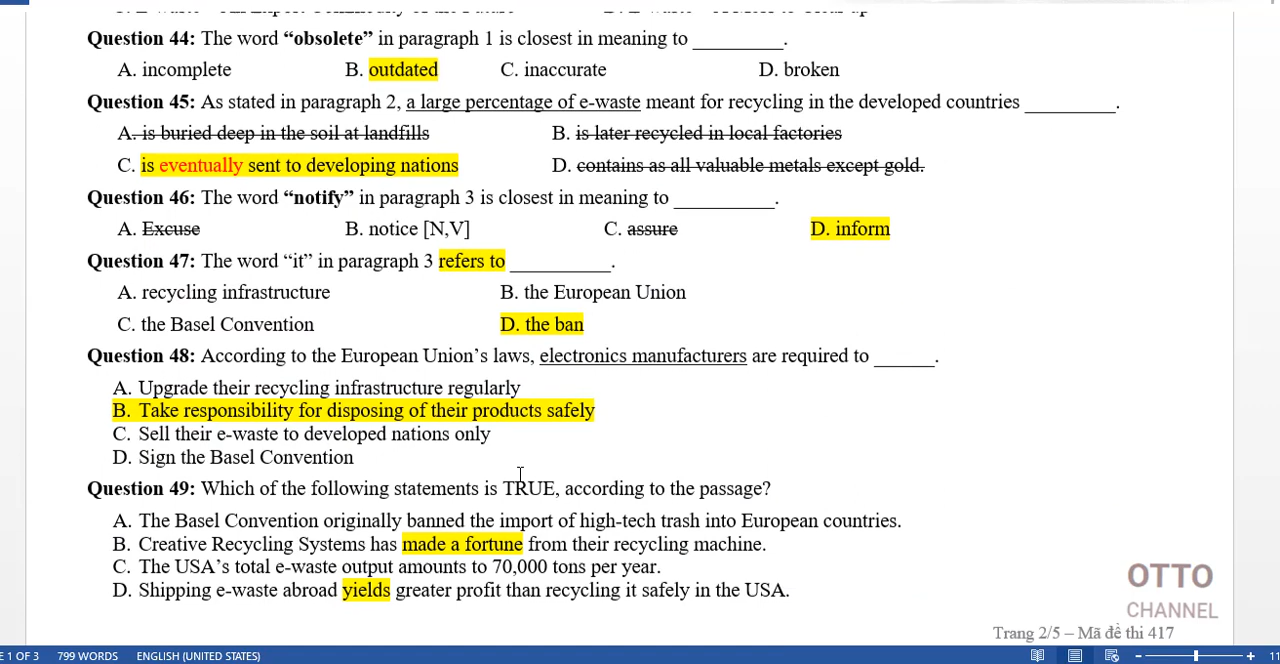 Question 44: The word “obsolete” in paragraph 1 is closest in meaning to _________.
A. incomplete B. outdated C. inaccurate D. broken
Question 45: As stated in paragraph 2, a large percentage of e-waste meant for recycling in the developed countries _________.
A. is buried deep in the soil at landfills B. is later recycled in local factories
C. is eventually sent to developing nations D. contains as all valuable metals except gold.
Question 46: The word “notify” in paragraph 3 is closest in meaning to __________.
A. Excuse B. notice [N,V] C. assure D. inform
Question 47: The word “it” in paragraph 3 refers to __________.
A. recycling infrastructure B. the European Union
C. the Basel Convention D. the ban
Question 48: According to the European Union’s laws, electronics manufacturers are required to ______.
A. Upgrade their recycling infrastructure regularly
B. Take responsibility for disposing of their products safely
C. Sell their e-waste to developed nations only
D. Sign the Basel Convention
Question 49: Which of the following statements is TRUE, according to the passage?
A. The Basel Convention originally banned the import of high-tech trash into European countries.
B. Creative Recycling Systems has made a fortune from their recycling machine.
C. The USA’s total e-waste output amounts to 70,000 tons per year.
D. Shipping e-waste abroad yields greater profit than recycling it safely in the USA.
OTTO
CHANNEL
Trang 2/5 – Mã đề thi 417
E 1 OF 3 799 WORDS ENGLISH (UNITED STATES) 11